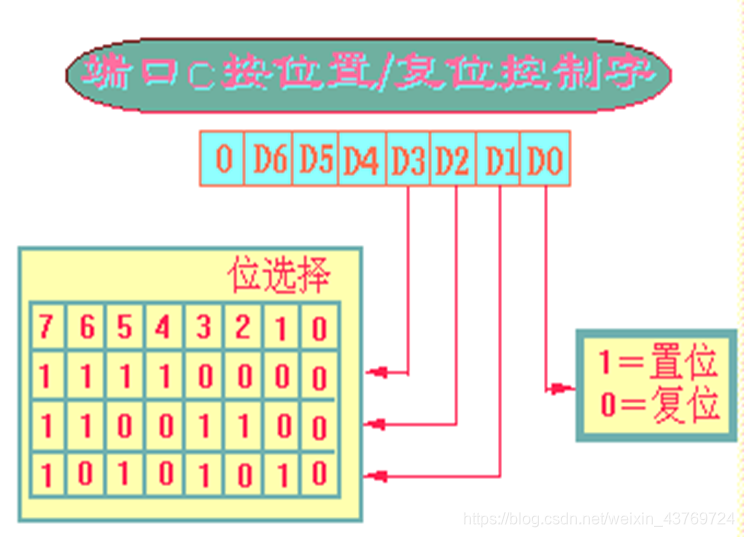 端口C按位置/复位控制字
0 D6 D5 D4 D3 D2 D1 D0
位选择
7 6 5 4 3 2 1 0
1 1 1 1 0 0 0 0
1 1 0 0 1 1 0 0
1 0 1 0 1 0 1 0
1=置位
0=复位
https://blog.csdn.net/weixin_43769724